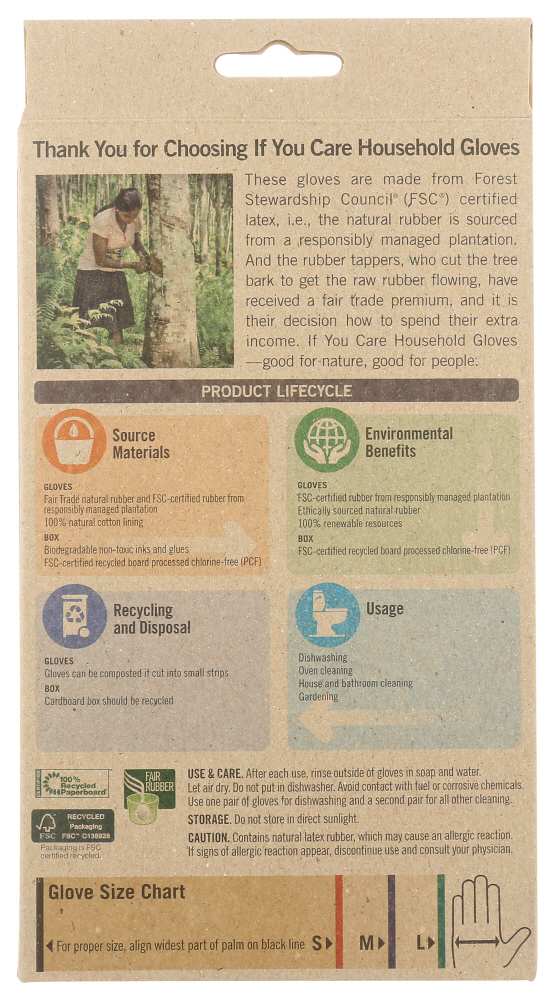 Thank You for Choosing If You Care Household Gloves
These gloves are made from Forest
Stewardship Council® (FSC®) certified
latex, i.e., the natural rubber is sourced
from a responsibly managed plantation.
And the rubber tappers, who cut the tree
bark to get the raw rubber flowing, have
received a fair trade premium, and it is
their decision how to spend their extra
income. If You Care Household Gloves
—good for nature, good for people.
PRODUCT LIFECYCLE
Source
Materials
GLOVES
Fair Trade natural rubber and FSC-certified rubber from
responsibly managed plantation
100% natural cotton lining
BOX
Biodegradable non-toxic inks and glues
FSC-certified recycled board processed chlorine-free (PCF)
Environmental
Benefits
GLOVES
FSC-certified rubber from responsibly managed plantation
Ethically sourced natural rubber
100% renewable resources
BOX
FSC-certified recycled board processed chlorine-free (PCF)
Recycling
and Disposal
GLOVES
Gloves can be composted if cut into small strips
BOX
Cardboard box should be recycled
Usage
Dishwashing
Oven cleaning
House and bathroom cleaning
Gardening
100%
Recycled
Paperboard
FAIR
RUBBER
FSC
RECYCLED
Packaging
FSC™ C138928
Packaging is FSC
certified recycled.
USE & CARE. After each use, rinse outside of gloves in soap and water.
Let air dry. Do not put in dishwasher. Avoid contact with fuel or corrosive chemicals.
Use one pair of gloves for dishwashing and a second pair for all other cleaning.
STORAGE. Do not store in direct sunlight.
CAUTION. Contains natural latex rubber, which may cause an allergic reaction.
If signs of allergic reaction appear, discontinue use and consult your physician.
Glove Size Chart
For proper size, align widest part of palm on black line S M L